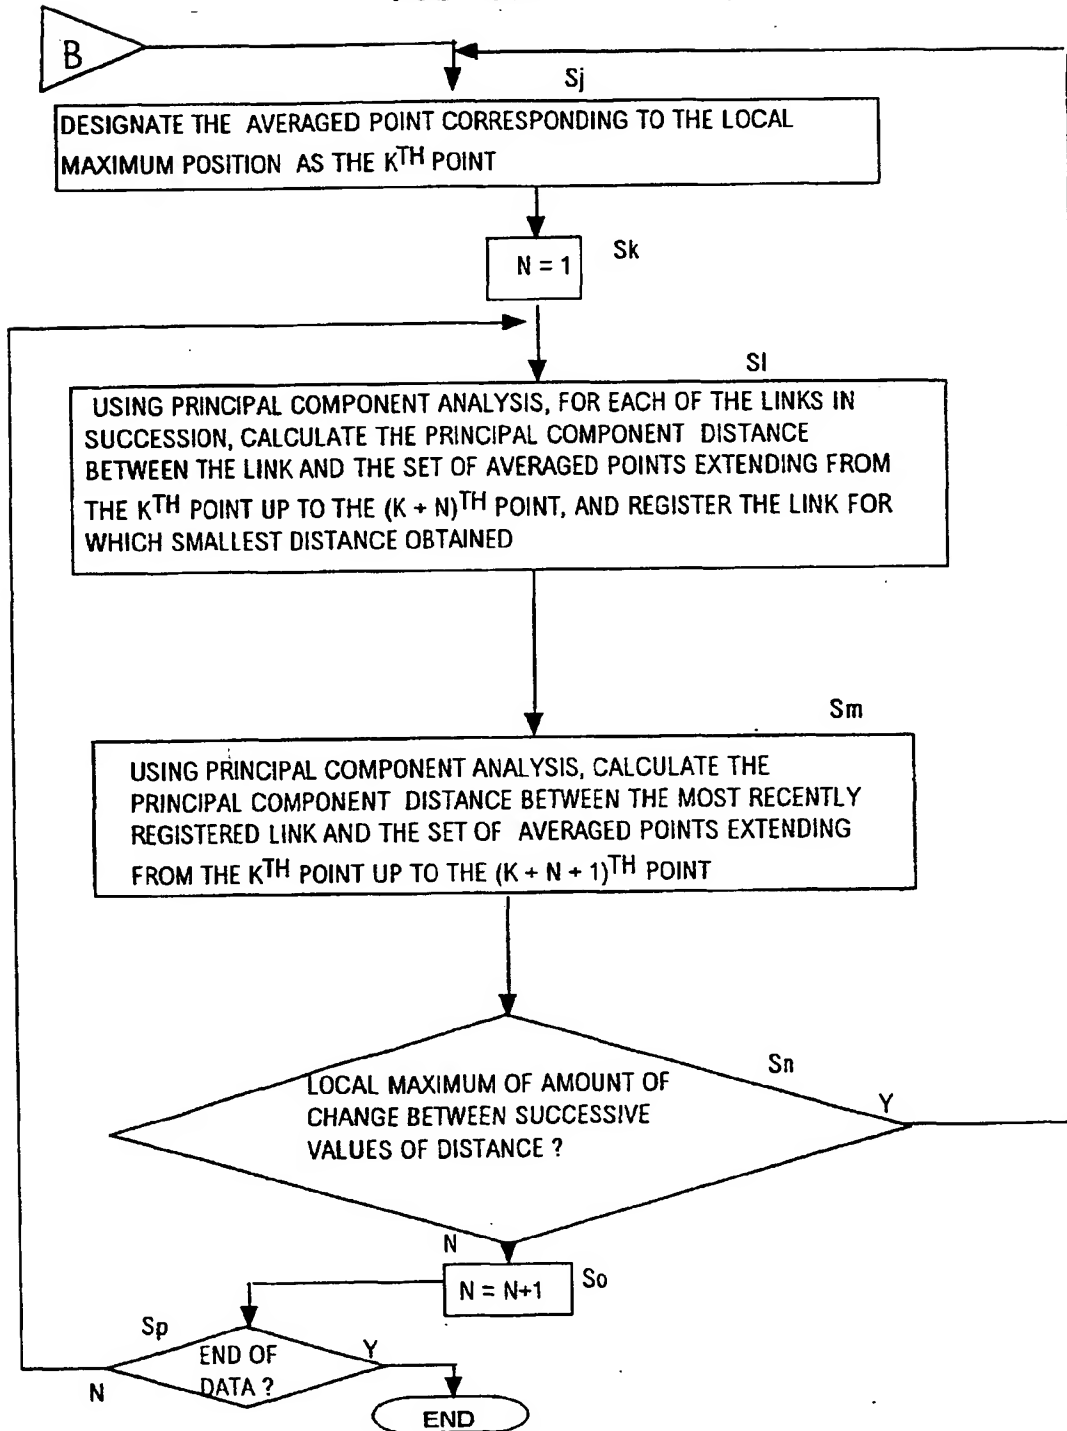 B
Sj
DESIGNATE THE AVERAGED POINT CORRESPONDING TO THE LOCAL
MAXIMUM POSITION AS THE KTH POINT
N = 1
Sk
Sl
USING PRINCIPAL COMPONENT ANALYSIS, FOR EACH OF THE LINKS IN
SUCCESSION, CALCULATE THE PRINCIPAL COMPONENT DISTANCE
BETWEEN THE LINK AND THE SET OF AVERAGED POINTS EXTENDING FROM
THE KTH POINT UP TO THE (K + N)TH POINT, AND REGISTER THE LINK FOR
WHICH SMALLEST DISTANCE OBTAINED
Sm
USING PRINCIPAL COMPONENT ANALYSIS, CALCULATE THE
PRINCIPAL COMPONENT DISTANCE BETWEEN THE MOST RECENTLY
REGISTERED LINK AND THE SET OF AVERAGED POINTS EXTENDING
FROM THE KTH POINT UP TO THE (K + N + 1)TH POINT
Sn
LOCAL MAXIMUM OF AMOUNT OF
CHANGE BETWEEN SUCCESSIVE
VALUES OF DISTANCE ?
Y
N
N = N+1
So
Sp
END OF
DATA ?
Y
N
END